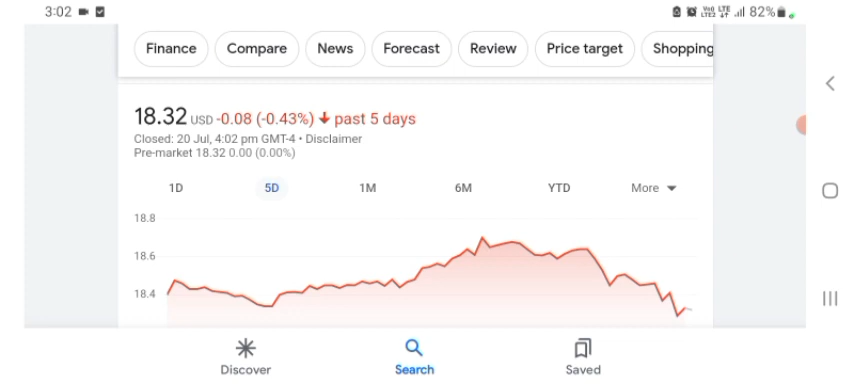 3:02 82%
Finance Compare News Forecast Review Price target Shopping
18.32 USD -0.08 (-0.43%) past 5 days
Closed: 20 Jul, 4:02 pm GMT-4 • Disclaimer
Pre-market 18.32 0.00 (0.00%)
1D 5D 1M 6M YTD More
18.8
18.6
18.4
Discover Search Saved